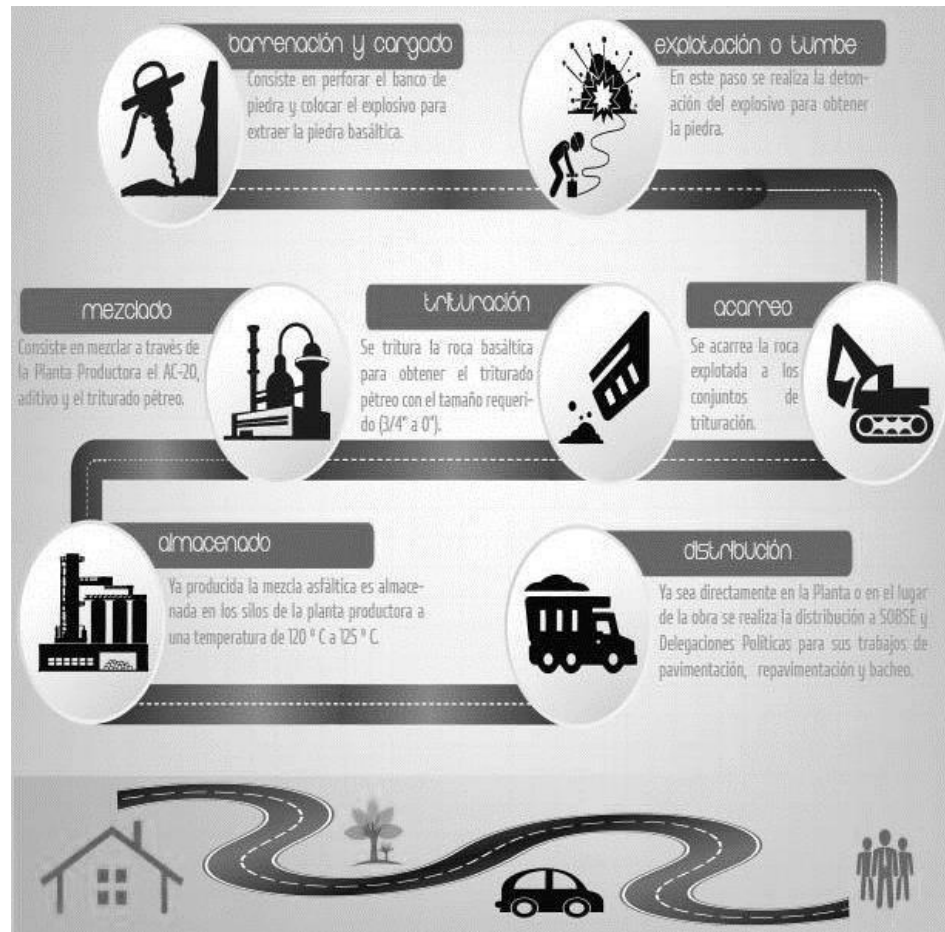 barrenación y cargado
Consiste en perforar el banco de
piedra y colocar el explosivo para
extraer la piedra basáltica.
explotación o tumbe
En este paso se realiza la deton-
ación del explosivo para obtener
la piedra.
acarreo
Se acarrea la roca
explotada a los
conjuntos de
trituración.
trituración
Se tritura la roca basáltica
para obtener el triturado
pétreo con el tamaño requeri-
do (3/4" a 0").
mezclado
Consiste en mezclar a través de
la Planta Productora el AC-20,
aditivo y el triturado pétreo.
almacenado
Ya producida la mezcla asfáltica es almace-
nada en los silos de la planta productora a
una temperatura de 120 º C a 125 º C.
distribución
Ya sea directamente en la Planta o en el lugar
de la obra se realiza la distribución a SOBSE y
Delegaciones Políticas para sus trabajos de
pavimentación, repavimentación y bacheo.